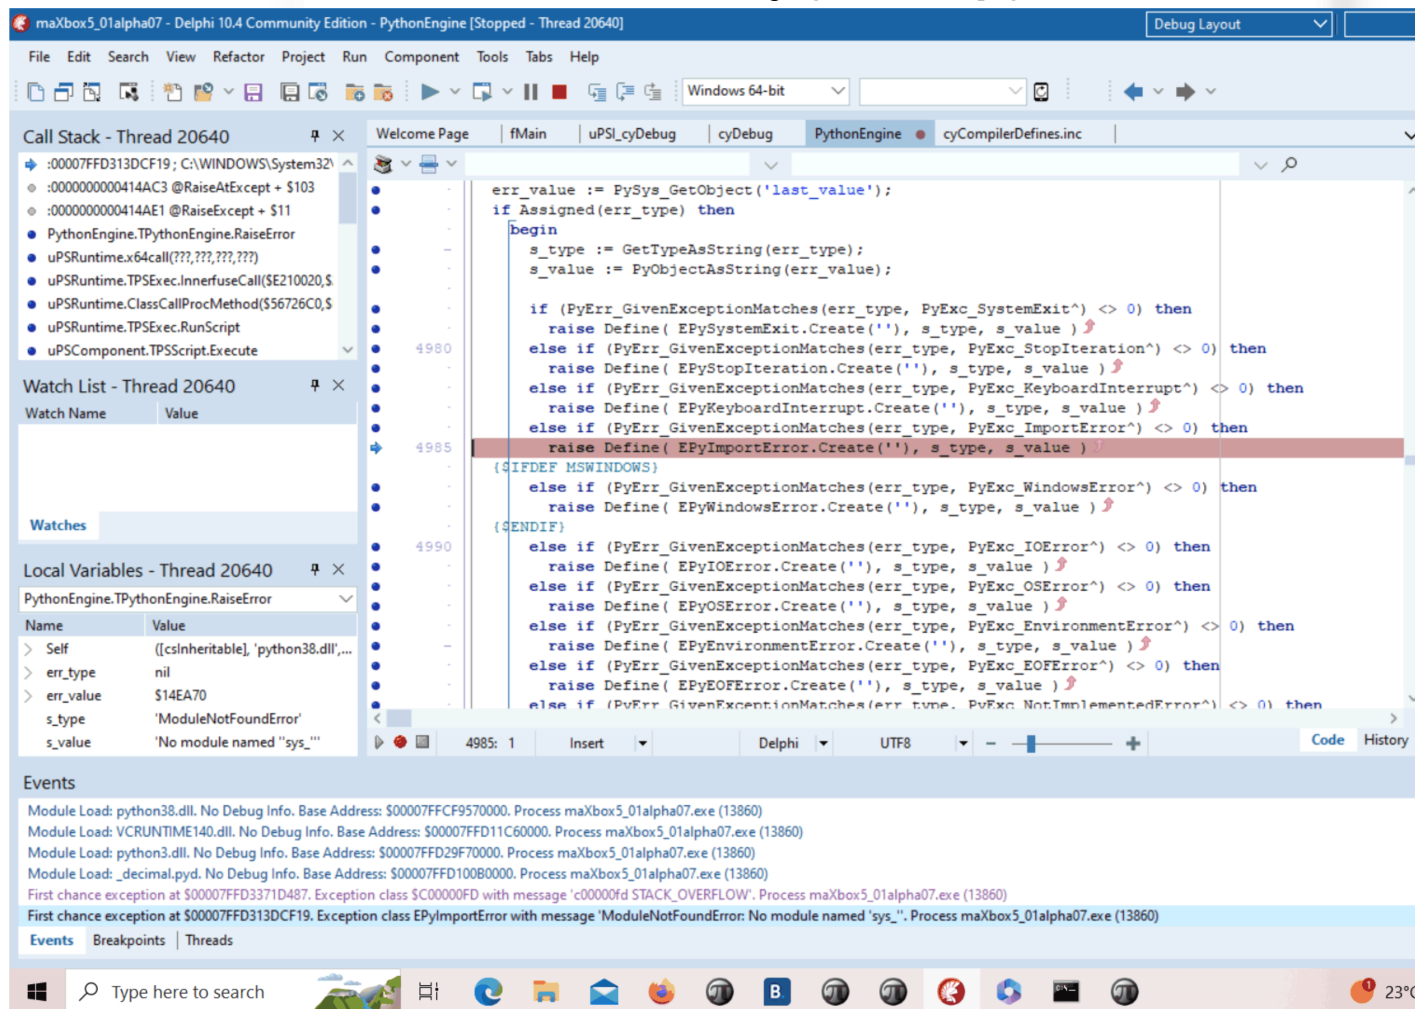 maXbox5_01alpha07 - Delphi 10.4 Community Edition - PythonEngine [Stopped - Thread 20640]
Debug Layout
File Edit Search View Refactor Project Run Component Tools Tabs Help
Windows 64-bit
Call Stack - Thread 20640
:00007FFD313DCF19 ; C:\WINDOWS\System32\
:0000000000414AC3 @RaiseAtExcept + $103
:0000000000414AE1 @RaiseExcept + $11
PythonEngine.TPythonEngine.RaiseError
uPSRuntime.x64call(???,???,???,???)
uPSRuntime.TPSExec.InnerfuseCall($E210020,$
uPSRuntime.ClassCallProcMethod($56726C0,$
uPSRuntime.TPSExec.RunScript
uPSComponent.TPSScript.Execute
Watch List - Thread 20640
Watch Name Value
Watches
Local Variables - Thread 20640
PythonEngine.TPythonEngine.RaiseError
Name Value
Self ([csInheritable], 'python38.dll',...
err_type nil
err_value $14EA70
s_type 'ModuleNotFoundError'
s_value 'No module named ''sys_'''
Welcome Page fMain uPSI_cyDebug cyDebug PythonEngine cyCompilerDefines.inc
err_value := PySys_GetObject('last_value');
if Assigned(err_type) then
begin
s_type := GetTypeAsString(err_type);
s_value := PyObjectAsString(err_value);
if (PyErr_GivenExceptionMatches(err_type, PyExc_SystemExit^) <> 0) then
raise Define( EPySystemExit.Create(''), s_type, s_value )
4980 else if (PyErr_GivenExceptionMatches(err_type, PyExc_StopIteration^) <> 0) then
raise Define( EPyStopIteration.Create(''), s_type, s_value )
else if (PyErr_GivenExceptionMatches(err_type, PyExc_KeyboardInterrupt^) <> 0) then
raise Define( EPyKeyboardInterrupt.Create(''), s_type, s_value )
else if (PyErr_GivenExceptionMatches(err_type, PyExc_ImportError^) <> 0) then
4985 raise Define( EPyImportError.Create(''), s_type, s_value )
{$IFDEF MSWINDOWS}
else if (PyErr_GivenExceptionMatches(err_type, PyExc_WindowsError^) <> 0) then
raise Define( EPyWindowsError.Create(''), s_type, s_value )
{$ENDIF}
4990 else if (PyErr_GivenExceptionMatches(err_type, PyExc_IOError^) <> 0) then
raise Define( EPyIOError.Create(''), s_type, s_value )
else if (PyErr_GivenExceptionMatches(err_type, PyExc_OSError^) <> 0) then
raise Define( EPyOSError.Create(''), s_type, s_value )
else if (PyErr_GivenExceptionMatches(err_type, PyExc_EnvironmentError^) <> 0) then
raise Define( EPyEnvironmentError.Create(''), s_type, s_value )
else if (PyErr_GivenExceptionMatches(err_type, PyExc_EOFError^) <> 0) then
raise Define( EPyEOFError.Create(''), s_type, s_value )
else if (PyErr_GivenExceptionMatches(err_type, PyExc_NotImplementedError^) <> 0) then
4985: 1 Insert Delphi UTF8 Code History
Events
Module Load: python38.dll. No Debug Info. Base Address: $00007FFCF9570000. Process maXbox5_01alpha07.exe (13860)
Module Load: VCRUNTIME140.dll. No Debug Info. Base Address: $00007FFD11C60000. Process maXbox5_01alpha07.exe (13860)
Module Load: python3.dll. No Debug Info. Base Address: $00007FFD29F70000. Process maXbox5_01alpha07.exe (13860)
Module Load: _decimal.pyd. No Debug Info. Base Address: $00007FFD100B0000. Process maXbox5_01alpha07.exe (13860)
First chance exception at $00007FFD3371D487. Exception class $C00000FD with message 'c00000fd STACK_OVERFLOW'. Process maXbox5_01alpha07.exe (13860)
First chance exception at $00007FFD313DCF19. Exception class EPyImportError with message 'ModuleNotFoundError: No module named 'sys_''. Process maXbox5_01alpha07.exe (13860)
Events Breakpoints Threads
Type here to search
B.
1
23°C